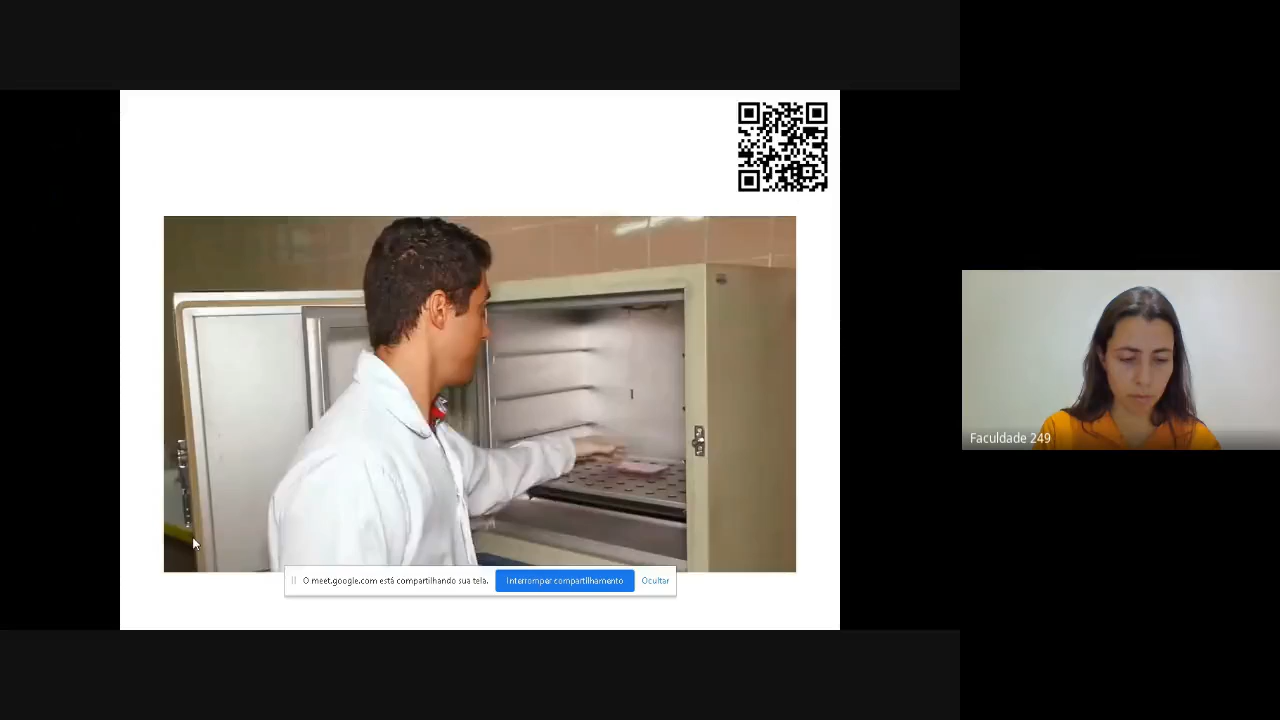 Faculdade 249
O meet.google.com está compartilhando sua tela.
Interromper compartilhamento
Ocultar